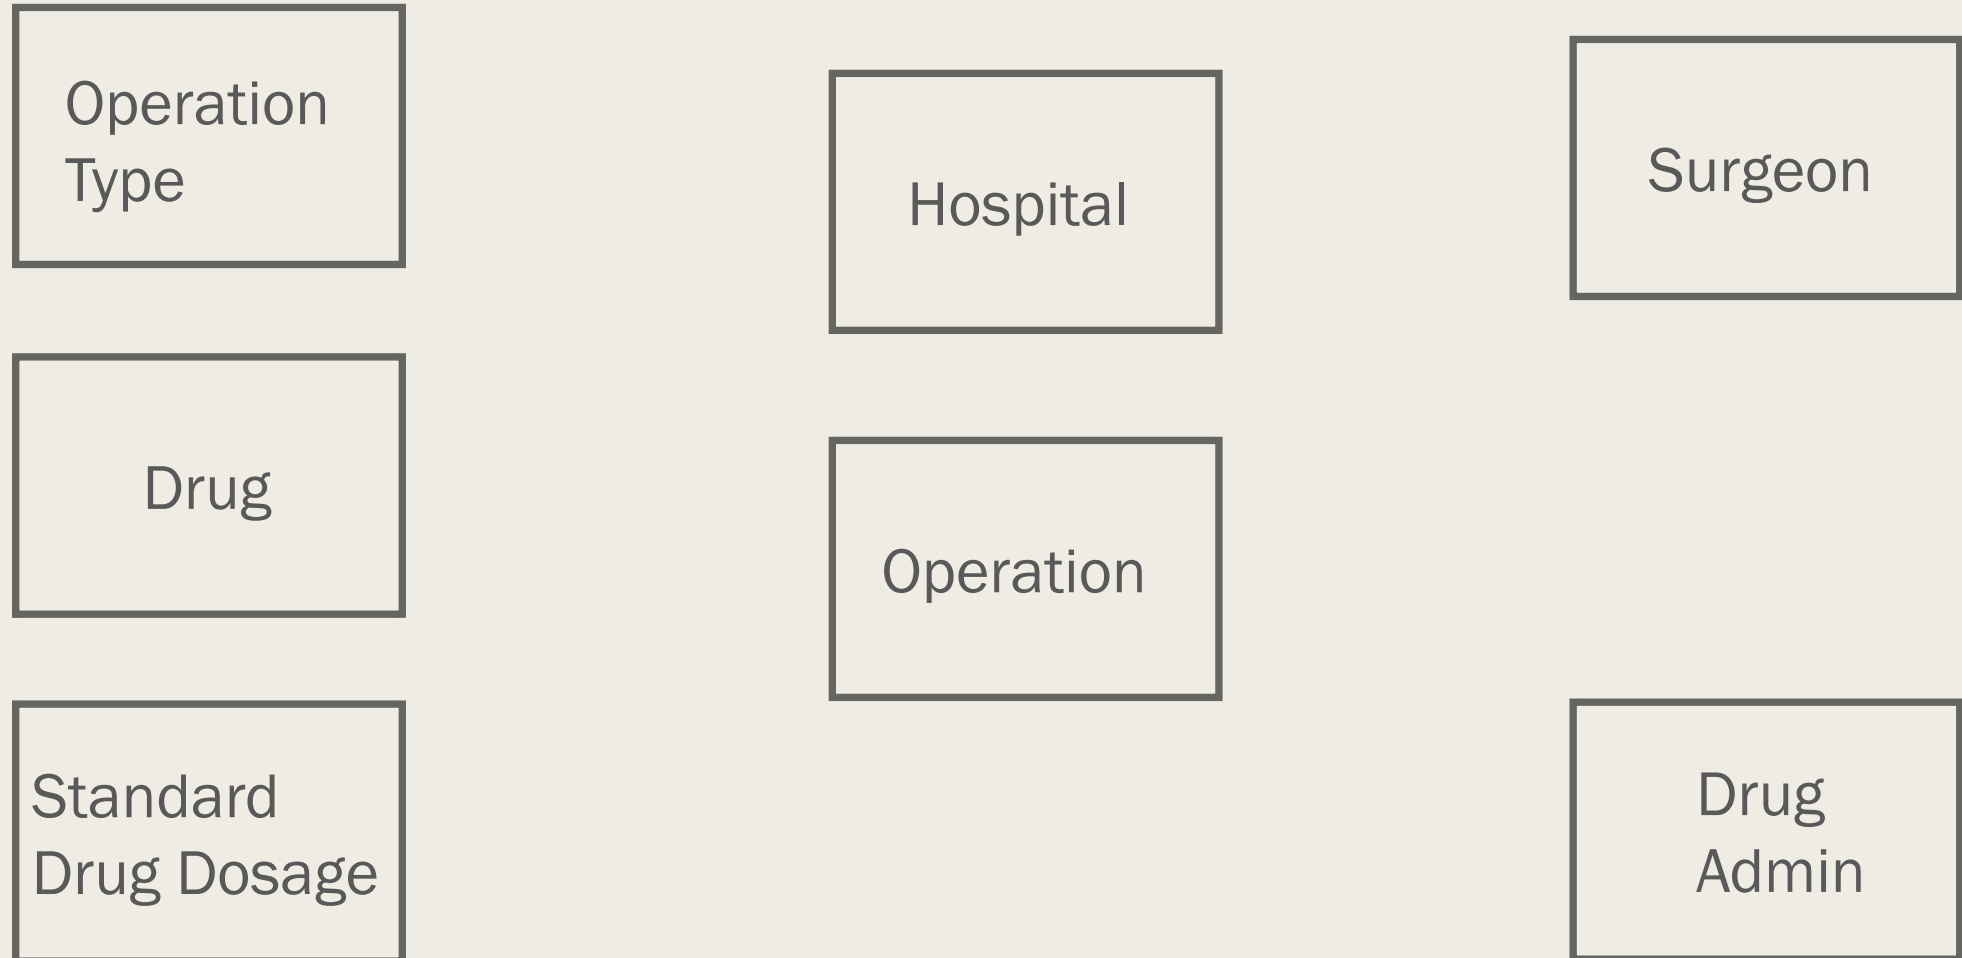 Operation
Type
Hospital
Surgeon
Drug
Operation
Standard
Drug Dosage
Drug
Admin